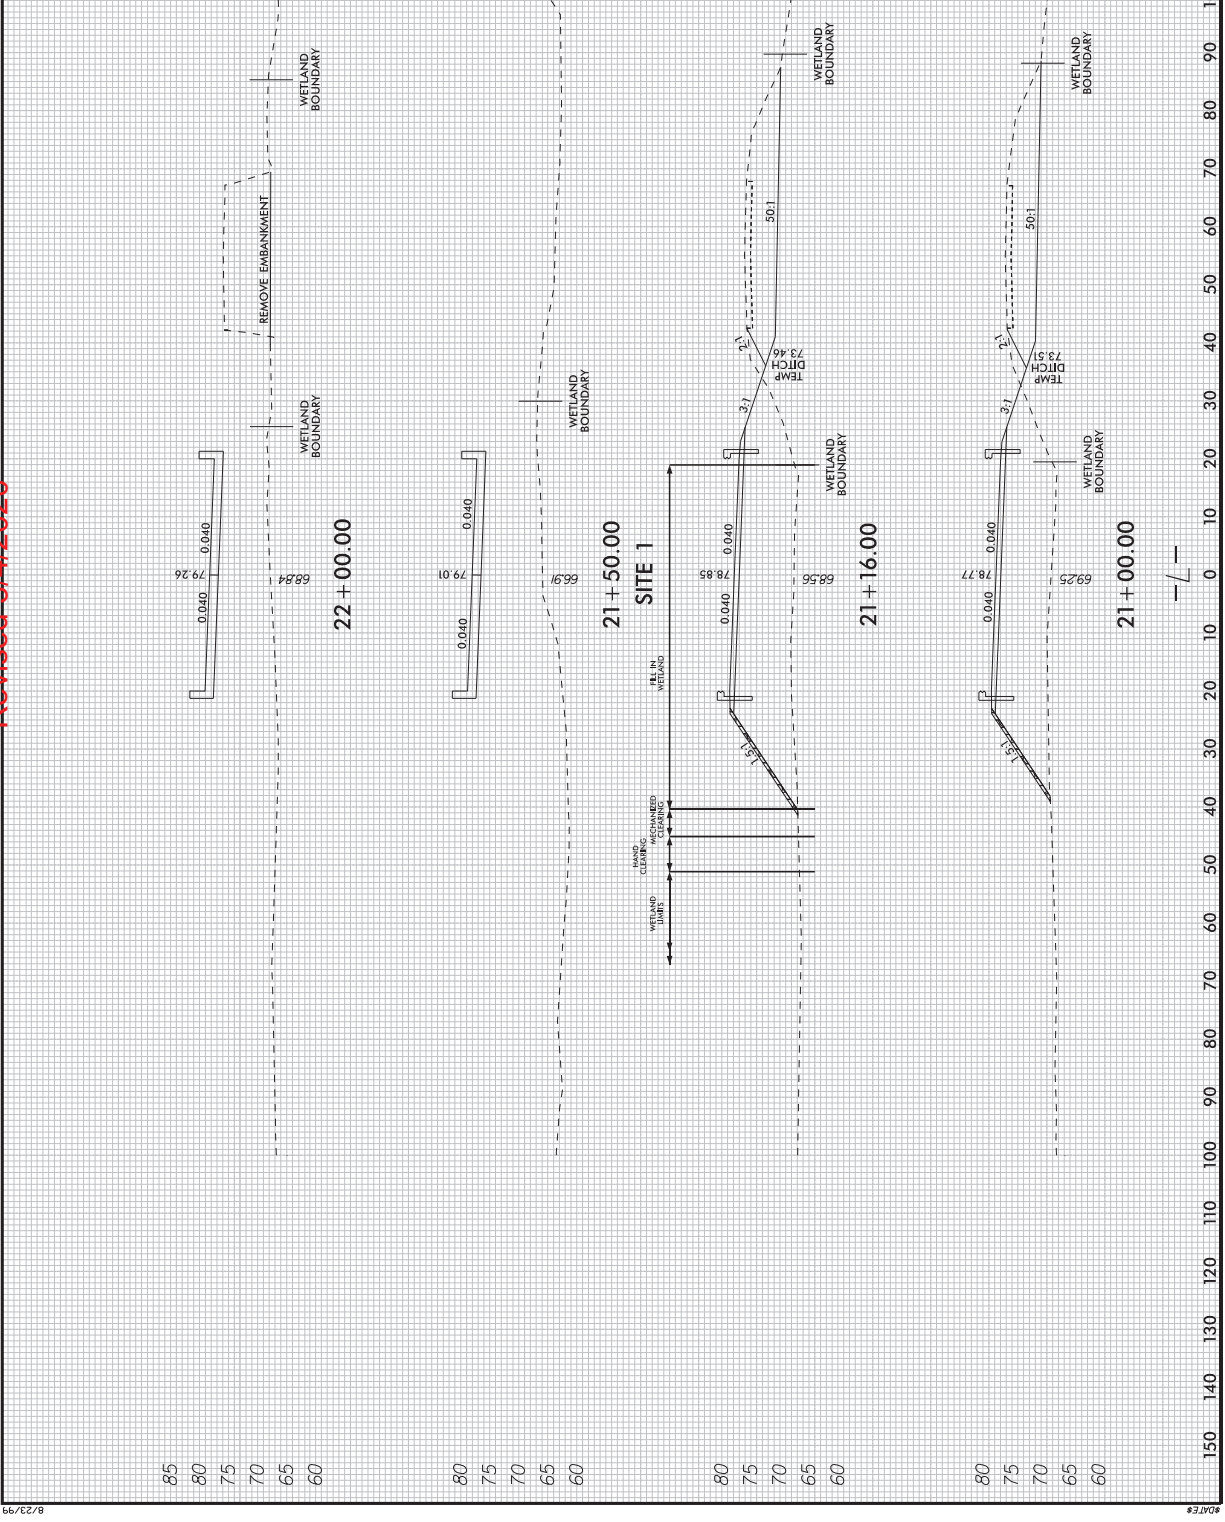 8/23/99
85
80
75
70
65
60
0.040
79.26
0.040
68.84
REMOVE EMBANKMENT
WETLAND
BOUNDARY
WETLAND
BOUNDARY
22+00.00
80
75
70
65
60
0.040
79.01
0.040
66.91
WETLAND
BOUNDARY
21+50.00
SITE 1
WETLAND
LIMITS
HAND
CLEARING
MECHANIZED
CLEARING
FILL IN
WETLAND
80
75
70
65
60
1.5:1
0.040
78.85
0.040
68.56
3:1
2:1
73.46
DITCH
TEMP
50:1
WETLAND
BOUNDARY
WETLAND
BOUNDARY
21+16.00
80
75
70
65
60
1.5:1
0.040
78.77
0.040
69.25
3:1
2:1
73.51
DITCH
TEMP
50:1
WETLAND
BOUNDARY
WETLAND
BOUNDARY
21+00.00
-L-
150 140 130 120 110 100 90 80 70 60 50 40 30 20 10 0 10 20 30 40 50 60 70 80 90
$DATE$